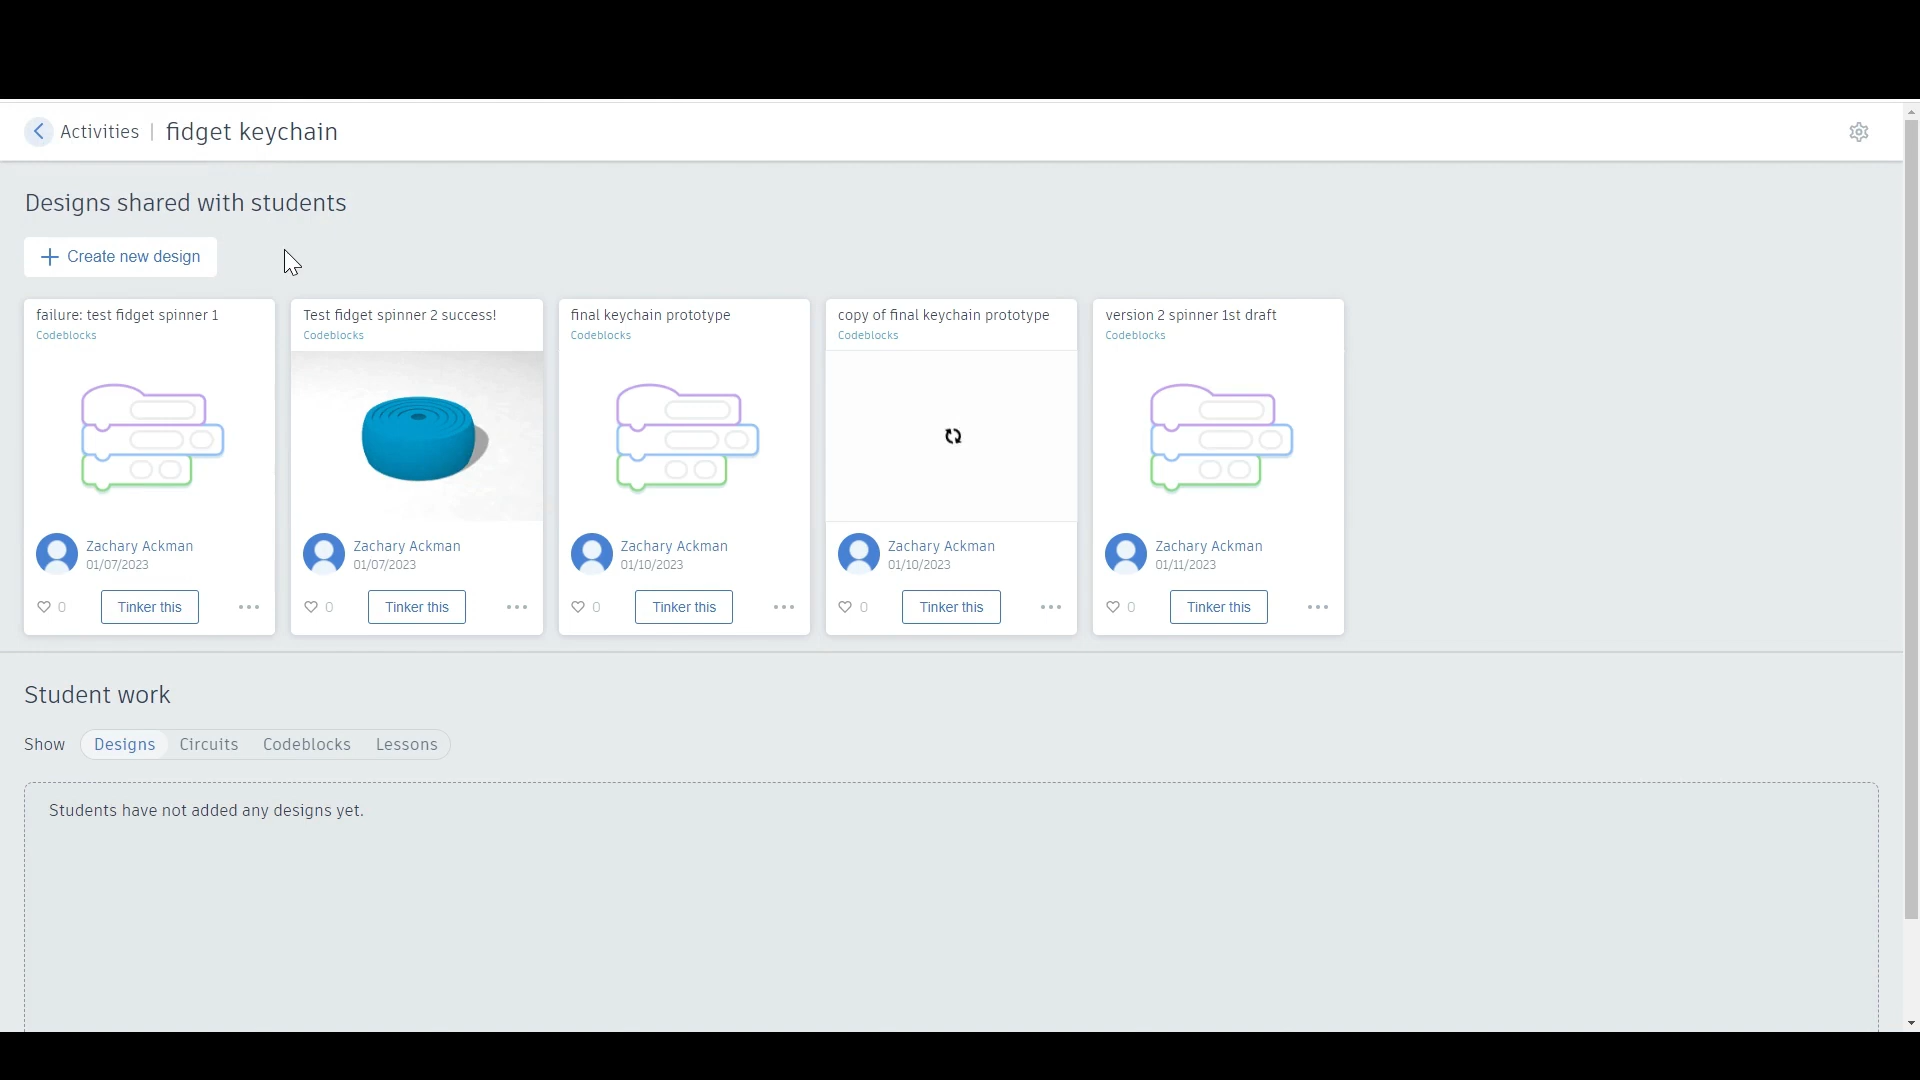 Activities | fidget keychain
Designs shared with students
Create new design
failure: test fidget spinner 1
Codeblocks
Zachary Ackman
01/07/2023
0
Tinker this
Test fidget spinner 2 success!
Codeblocks
Zachary Ackman
01/07/2023
0
Tinker this
final keychain prototype
Codeblocks
Zachary Ackman
01/10/2023
0
Tinker this
copy of final keychain prototype
Codeblocks
Zachary Ackman
01/10/2023
0
Tinker this
version 2 spinner 1st draft
Codeblocks
Zachary Ackman
01/11/2023
0
Tinker this
Student work
Show Designs Circuits Codeblocks Lessons
Students have not added any designs yet.